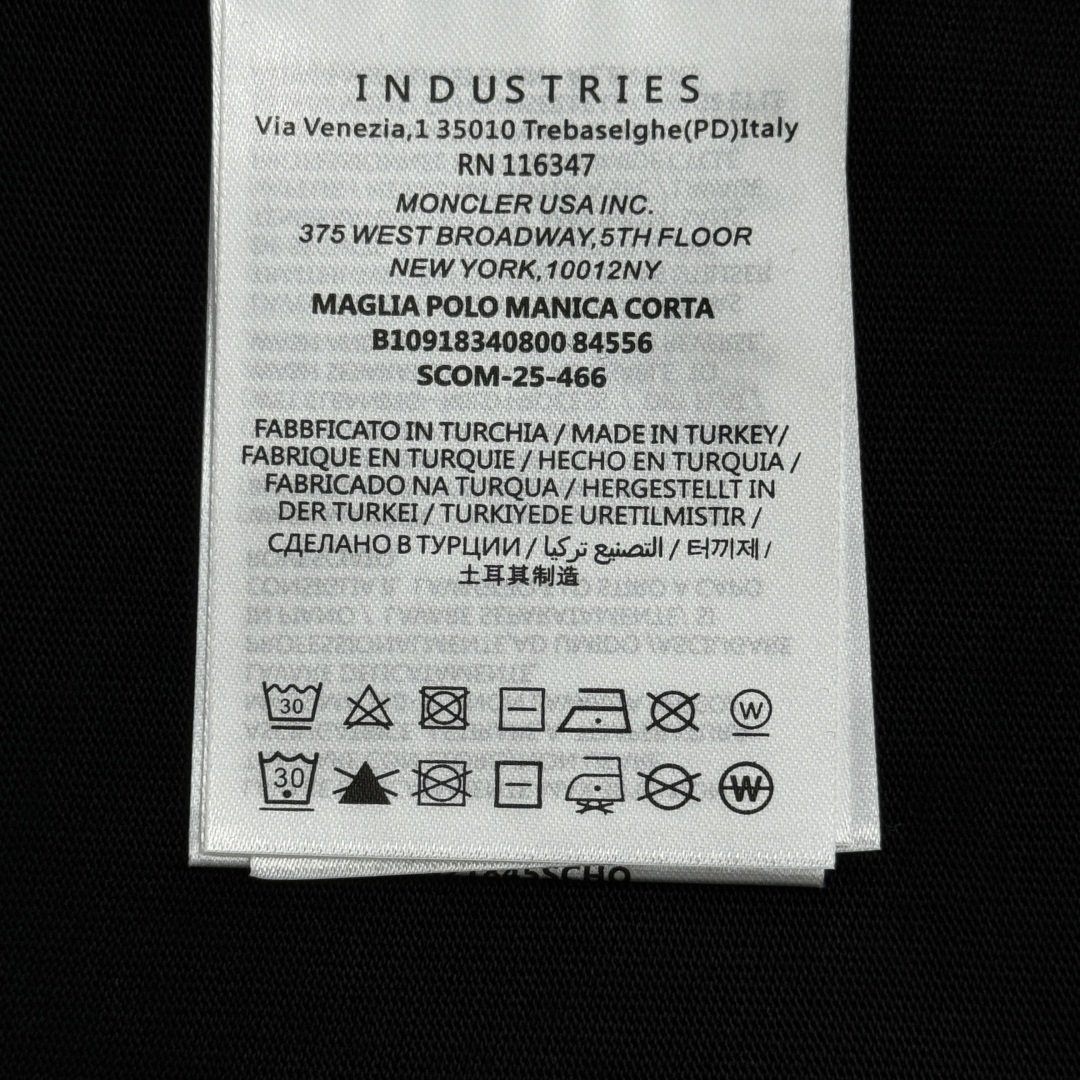 INDUSTRIES
Via Venezia,1 35010 Trebaselghe(PD)Italy
RN 116347
MONCLER USA INC.
375 WEST BROADWAY,5TH FLOOR
NEW YORK,10012NY
MAGLIA POLO MANICA CORTA
B10918340800 84556
SCOM-25-466
FABBFICATO IN TURCHIA / MADE IN TURKEY/
FABRIQUE EN TURQUIE / HECHO EN TURQUIA /
FABRICADO NA TURQUA / HERGESTELLT IN
DER TURKEI / TURKIYEDE URETILMISTIR /
СДЕЛАНО В ТУРЦИИ / التصنيع تركيا / 터끼제 /
土耳其制造
30 W
30 W